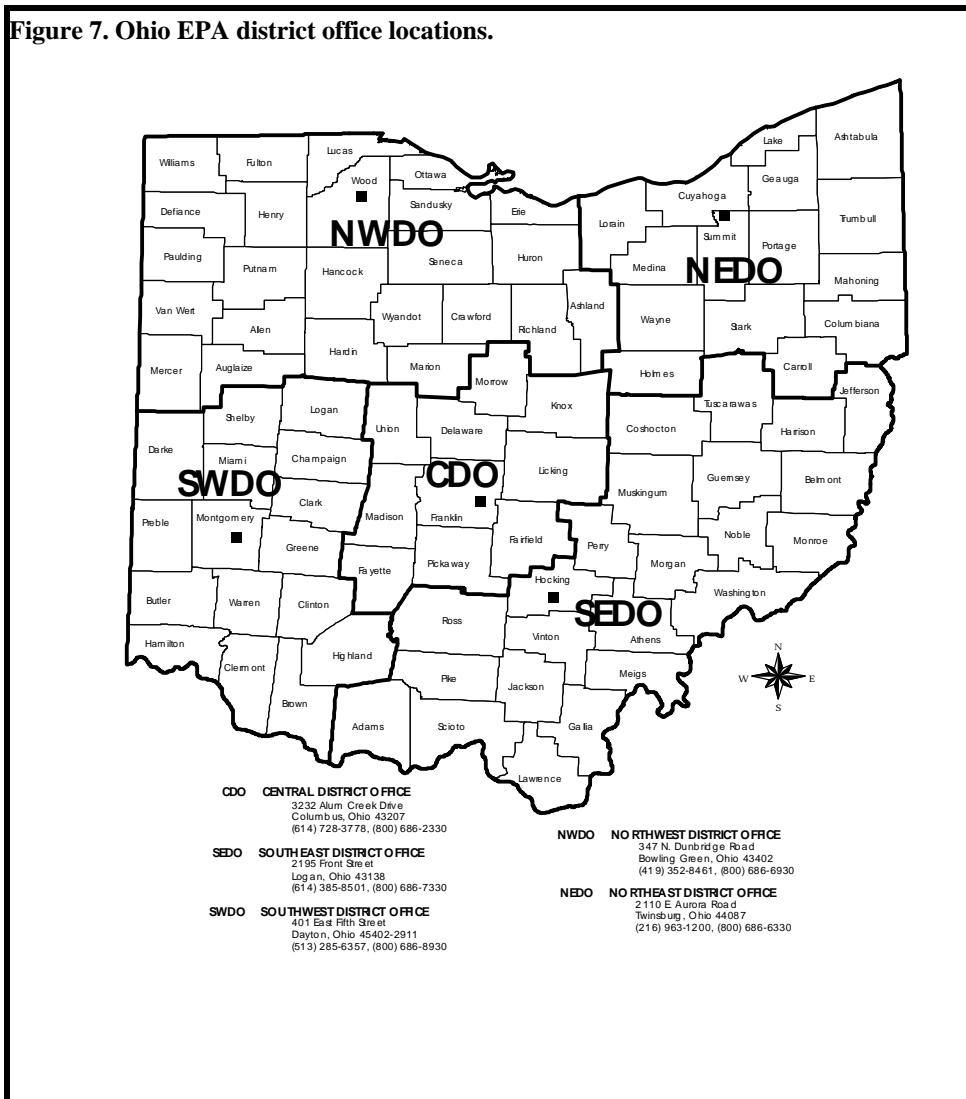 Figure 7. Ohio EPA district office locations.
Lake
Ashtabula
Lucas
Williams
Fulton
Ottawa
Geauga
Wood
Cuyahoga
Sandusky
Defiance
Henry
Erie
Lorain
Trumbull
NWDO
Summit
Portage
Paulding
Putnam
Hancock
Seneca
Huron
Medina
NEDO
Mahoning
Van Wert
Allen
Wyandot
Crawford
Richland
Ashland
Wayne
Stark
Columbiana
Mercer
Auglaize
Hardin
Marion
Morrow
Holmes
Carroll
Jefferson
Shelby
Logan
Knox
Tuscarawas
Union
Delaware
Coshocton
Harrison
Darke
Miami
Champaign
SWDO
CDO
Licking
Guernsey
Belmont
Muskingum
Clark
Preble
Montgomery
Madison
Franklin
Greene
Fairfield
Perry
Noble
Monroe
Fayette
Pickaway
Morgan
Hocking
Butler
Warren
Clinton
Washington
Ross
SEDO
Hamilton
Vinton
Athens
Highland
Clermont
Pike
Jackson
Meigs
Brown
Adams
Scioto
Gallia
Lawrence
N
W
E
S
CDO CENTRAL DISTRICT OFFICE
3232 Alum Creek Drive
Columbus, Ohio 43207
(614) 728-3778, (800) 686-2330
SEDO SOUTHEAST DISTRICT OFFICE
2195 Front Street
Logan, Ohio 43138
(614) 385-8501, (800) 686-7330
SWDO SOUTHWEST DISTRICT OFFICE
401 East Fifth Street
Dayton, Ohio 45402-2911
(513) 285-6357, (800) 686-8930
NWDO NORTHWEST DISTRICT OFFICE
347 N. Dunbridge Road
Bowling Green, Ohio 43402
(419) 352-8461, (800) 686-6930
NEDO NORTHEAST DISTRICT OFFICE
2110 E. Aurora Road
Twinsburg, Ohio 44087
(216) 963-1200, (800) 686-6330